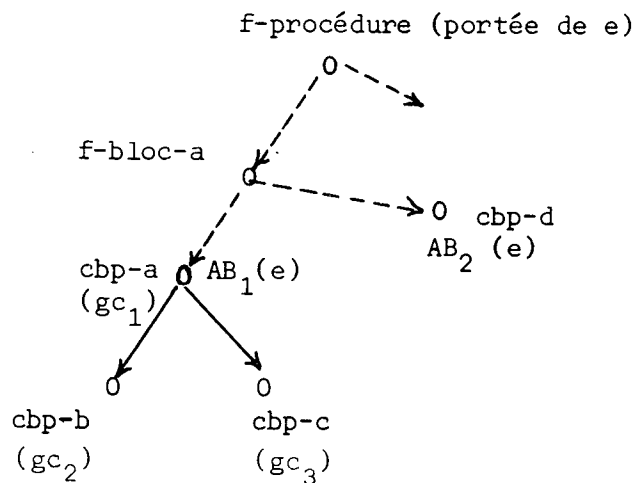 f-procédure (portée de e)
f-bloc-a
cbp-d
AB₂ (e)
cbp-a AB₁(e)
(gc₁)
cbp-b cbp-c
(gc₂) (gc₃)